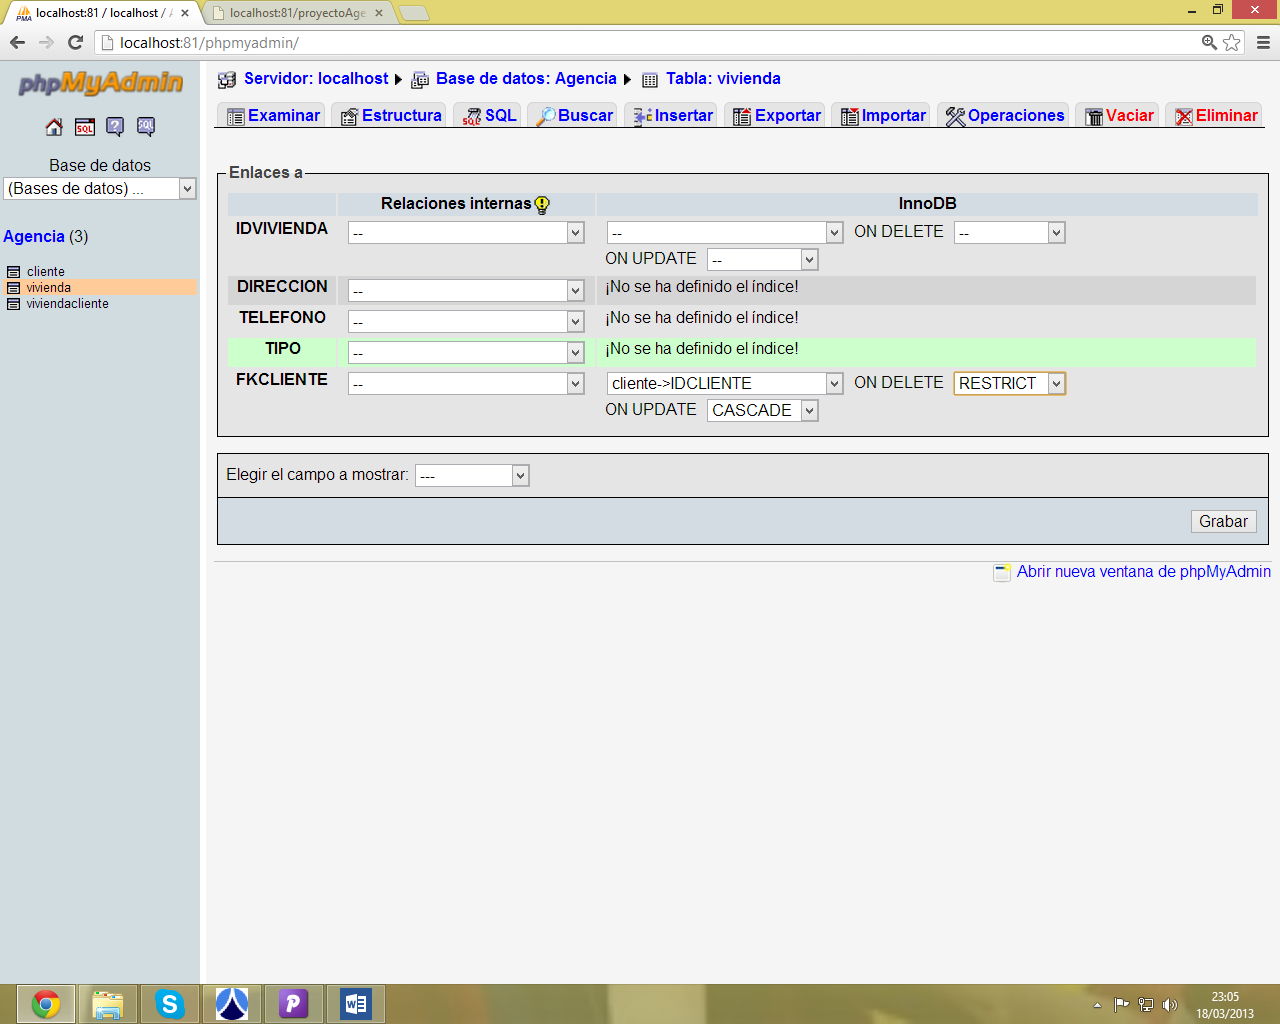 localhost:81 / localhost / A
localhost:81/proyectoAge
localhost:81/phpmyadmin/
phpMyAdmin
SQL
SQL
Base de datos
(Bases de datos) ...
Agencia (3)
cliente
vivienda
viviendacliente
Servidor: localhost
Base de datos: Agencia
Tabla: vivienda
Examinar
Estructura
SQL
Buscar
Insertar
Exportar
Importar
Operaciones
Vaciar
Eliminar
Enlaces a
Relaciones internas
InnoDB
IDVIVIENDA -- -- ON DELETE --
ON UPDATE --
DIRECCION -- ¡No se ha definido el índice!
TELEFONO -- ¡No se ha definido el índice!
TIPO -- ¡No se ha definido el índice!
FKCLIENTE -- cliente->IDCLIENTE ON DELETE RESTRICT
ON UPDATE CASCADE
Elegir el campo a mostrar: ---
Grabar
Abrir nueva ventana de phpMyAdmin
23:05
18/03/2013